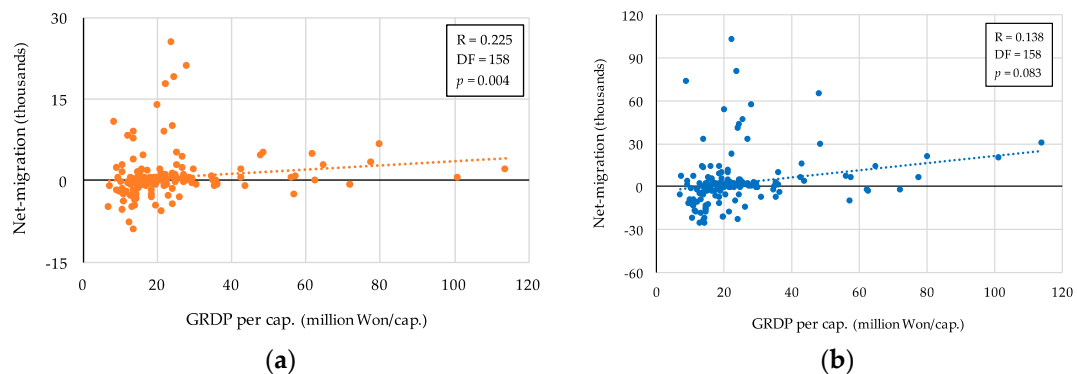 30
15
0
-15
0
20
40
60
80
100
120
Net-migration (thousands)
GRDP per cap. (million Won/cap.)
R = 0.225
DF = 158
p = 0.004
(a)
120
90
60
30
0
-30
-60
0
20
40
60
80
100
120
Net-migration (thousands)
GRDP per cap. (million Won/cap.)
R = 0.138
DF = 158
p = 0.083
(b)